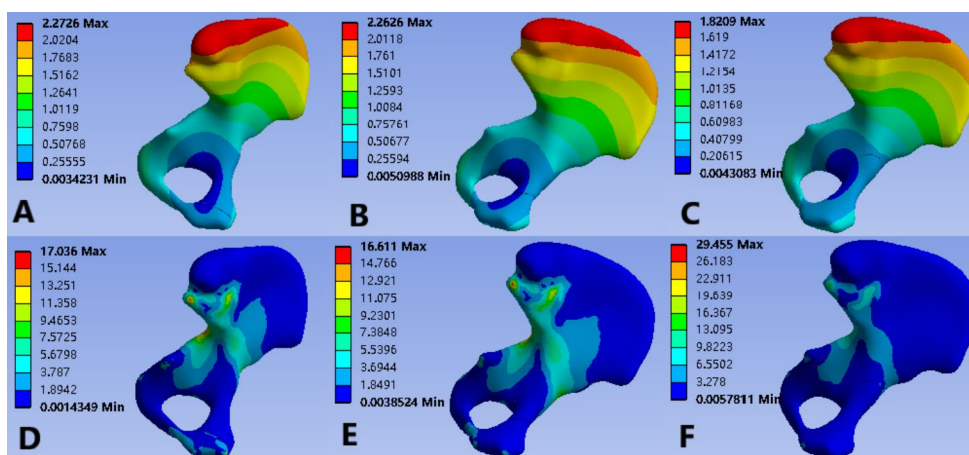 2.2726 Max
2.0204
1.7683
1.5162
1.2641
1.0119
0.7598
0.50768
0.25555
0.0034231 Min
A
2.2626 Max
2.0118
1.761
1.5101
1.2593
1.0084
0.75761
0.50677
0.25594
0.0050988 Min
B
1.8209 Max
1.619
1.4172
1.2154
1.0135
0.81168
0.60983
0.40799
0.20615
0.0043083 Min
C
17.036 Max
15.144
13.251
11.358
9.4653
7.5725
5.6798
3.787
1.8942
0.0014349 Min
D
16.611 Max
14.766
12.921
11.075
9.2301
7.3848
5.5396
3.6944
1.8491
0.0038524 Min
E
29.455 Max
26.183
22.911
19.639
16.367
13.095
9.8223
6.5502
3.278
0.0057811 Min
F